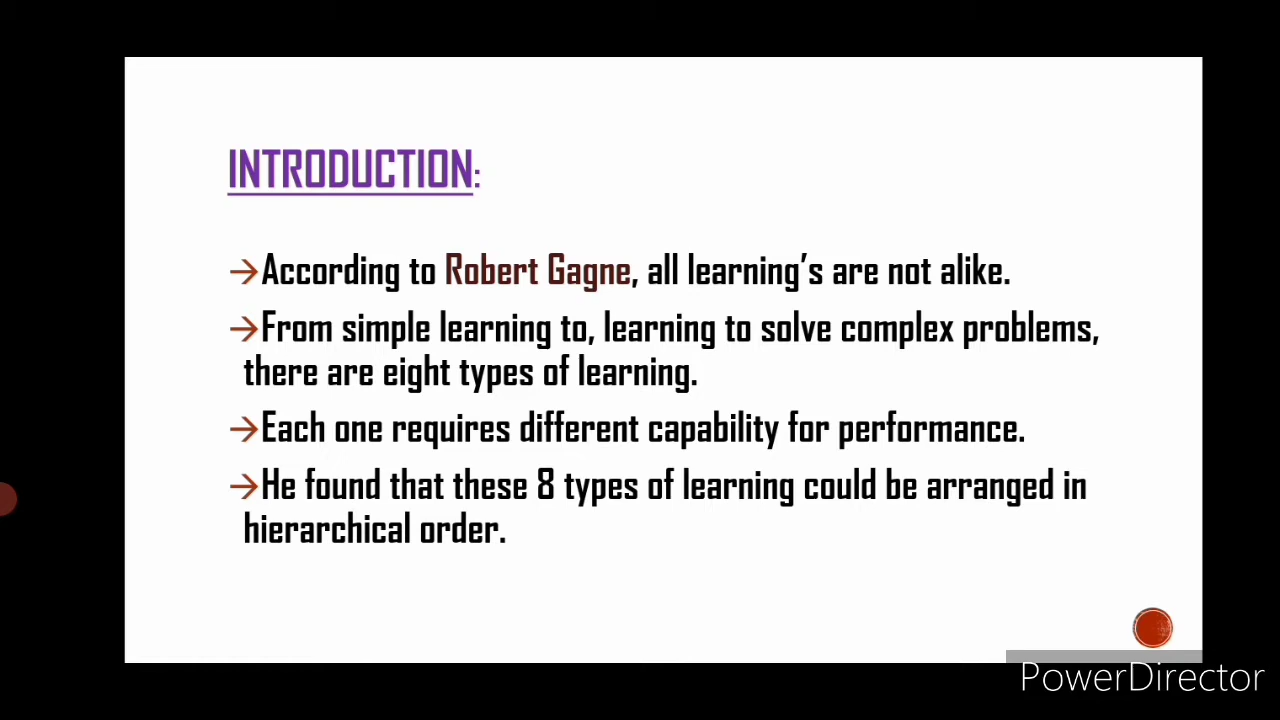 INTRODUCTION:
→According to Robert Gagne, all learning's are not alike.
→From simple learning to, learning to solve complex problems,
there are eight types of learning.
→Each one requires different capability for performance.
→He found that these 8 types of learning could be arranged in
hierarchical order.
PowerDirector